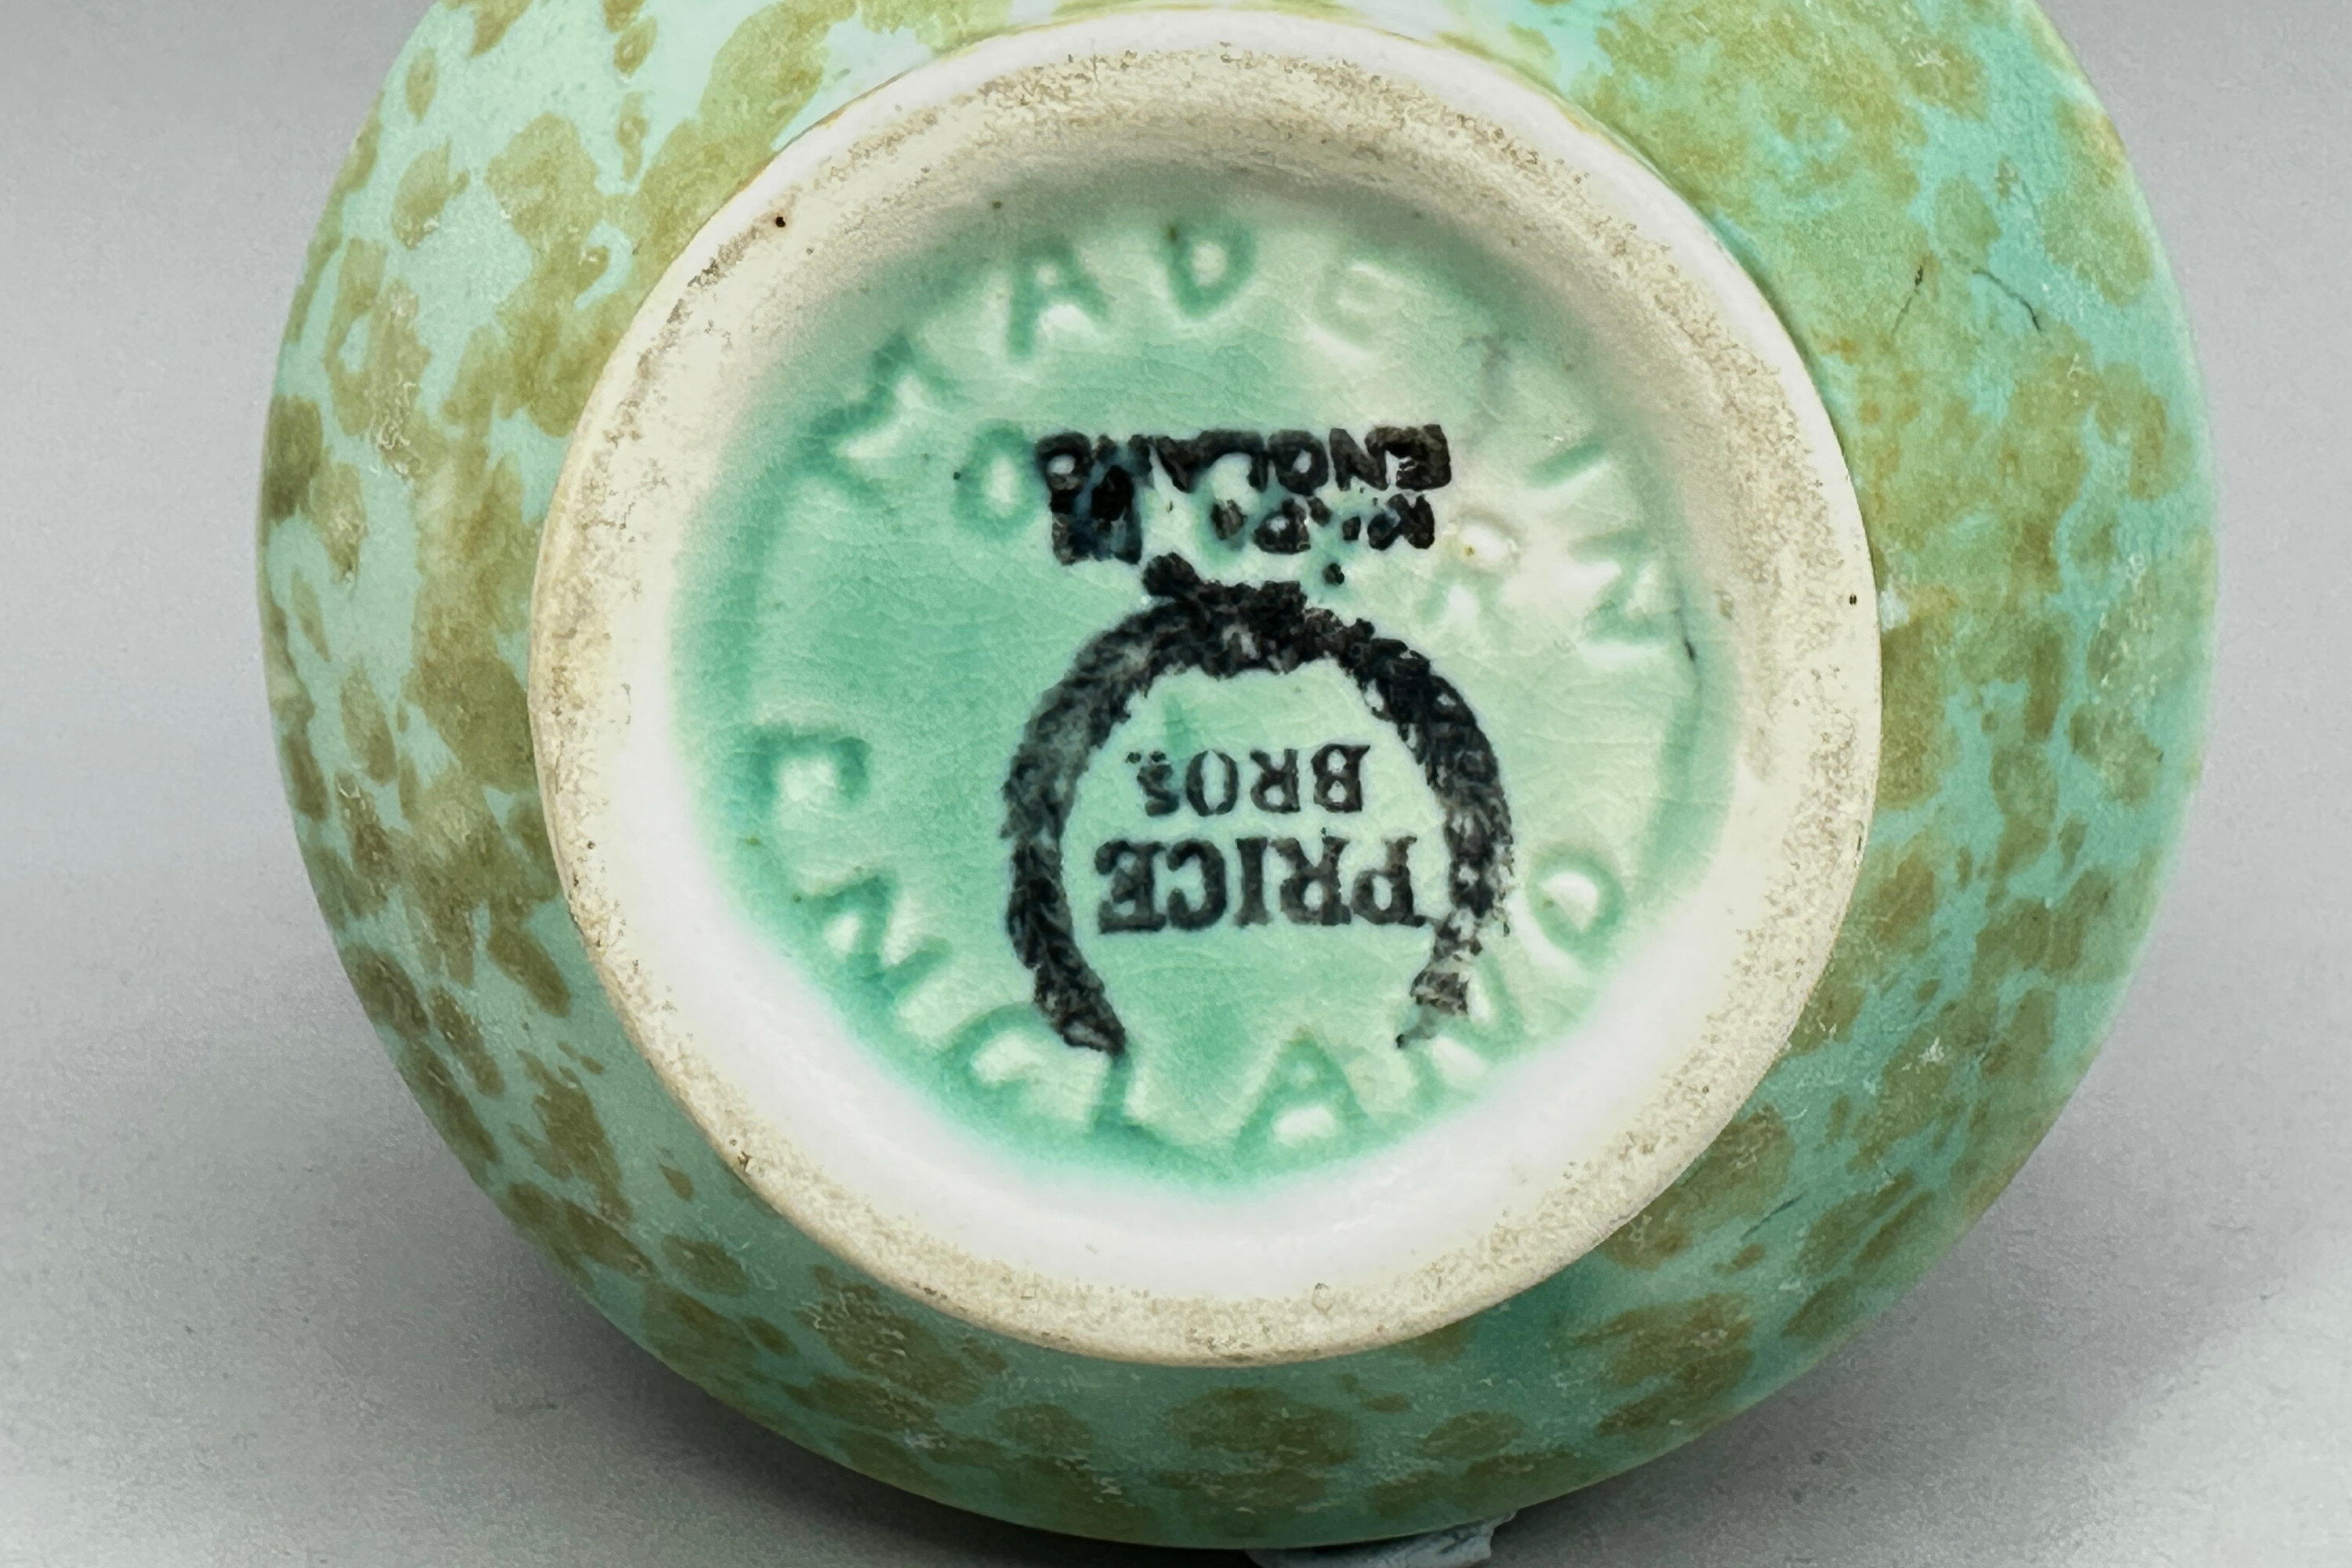 MADE IN
ENGLAND
PRICE
BROS.
ENGLAND